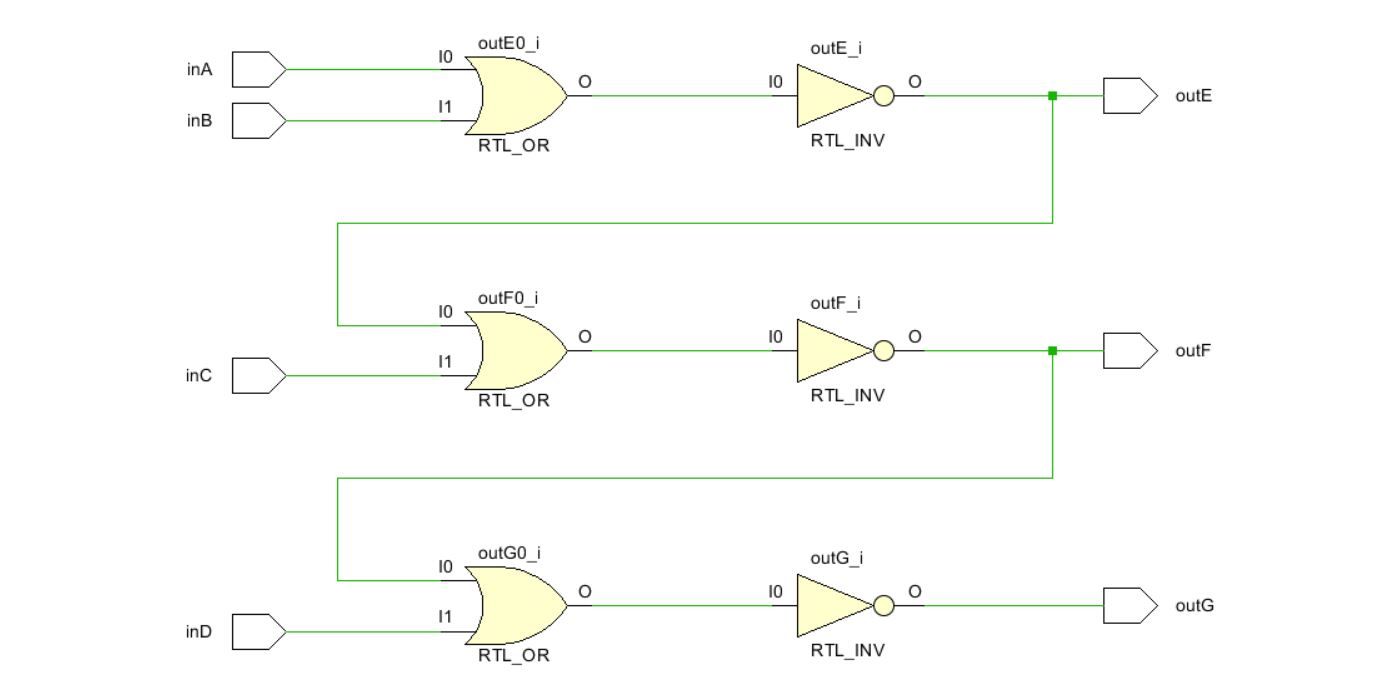 outE0_i
outE_i
inA
I0
O
I0
O
outE
inB
I1
RTL_OR
RTL_INV
outF0_i
outF_i
I0
O
I0
O
outF
inC
I1
RTL_OR
RTL_INV
outG0_i
outG_i
I0
O
I0
O
outG
inD
I1
RTL_OR
RTL_INV